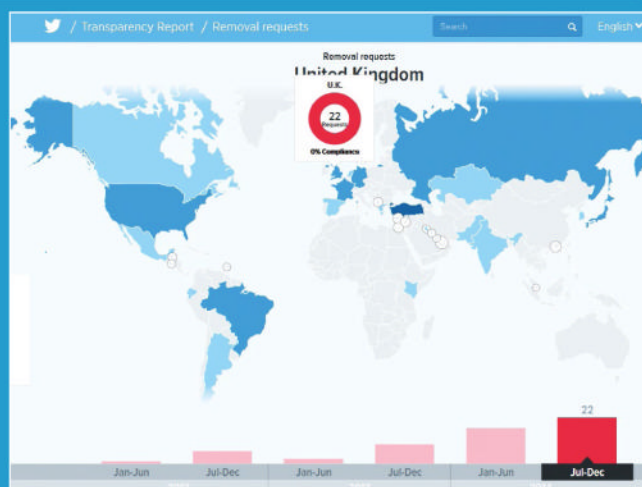 / Transparency Report / Removal requests
Search
English
Removal requests
United Kingdom
U.K.
22
Requests
0% Compliance
22
Jan-Jun
Jul-Dec
Jan-Jun
Jul-Dec
Jan-Jun
Jul-Dec